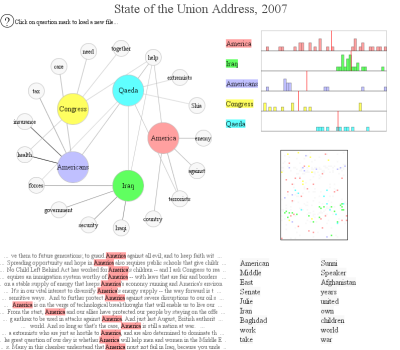 State of the Union Address, 2007
? Click on question mark to load a new file...
need
together
help
case
extremists
tax
Shia
insurance
Congress
Qaeda
America
enemy
health
Americans
against
forces
Iraq
terrorists
government
security
Iraqi
country
America
Iraq
Americans
Congress
Qaeda
... we them to future generations, to guard America against all evil, and to keep faith wit ...
... Spreading opportunity and hope in America also requires public schools that give childr ...
... No Child Left Behind Act has worked for America's children -- and I ask Congress to rea ...
... equires an immigration system worthy of America -- with laws that are fair and borders ...
on a stable supply of energy that keeps America's economy running and America's environ
... It's in our vital interest to diversify America's energy supply -- the way forward is t ...
... sensitive ways. And to further protect America against severe disruptions to our oil s ...
... America is on the verge of technological breakthroughs that will enable us to live our ...
... From the start, America and our allies have protected our people by staying on the offe ...
g nothing to be used in attacks against America. And just last August, British authorit ...
world. And so long as that's the case, America is still a nation at war.
s extremists who are just as hostile to America, and are also determined to dominate th ...
he great question of our day is whether America will help men and women in the Middle E ...
e. Many in this chamber understand that America must not fail in Iraq, because you unde ...
American
Middle
East
Senate
Julie
Iran
Baghdad
work
take
Sunni
Speaker
Afghanistan
years
united
own
children
world
war